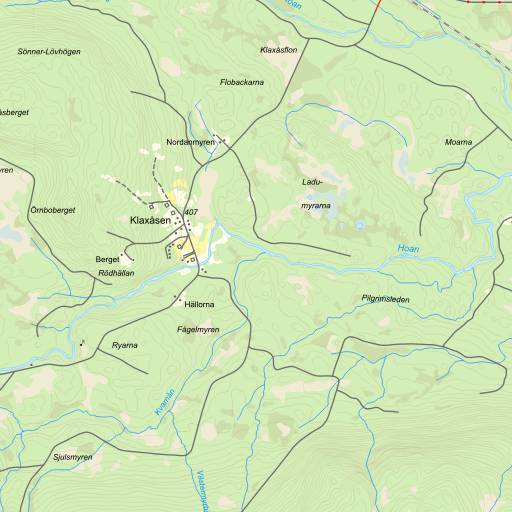 Hoan
Sönner-Lövhögen
Klaxåsflon
Flobackarna
Nordanmyren
Moarna
Ladu-
myrarna
Örnboberget
407
Klaxåsen
Hoan
Berget
Rödhällan
Hällorna
Pilgrimsleden
Fågelmyren
Ryarna
Kvarnån
Sjulsmyren